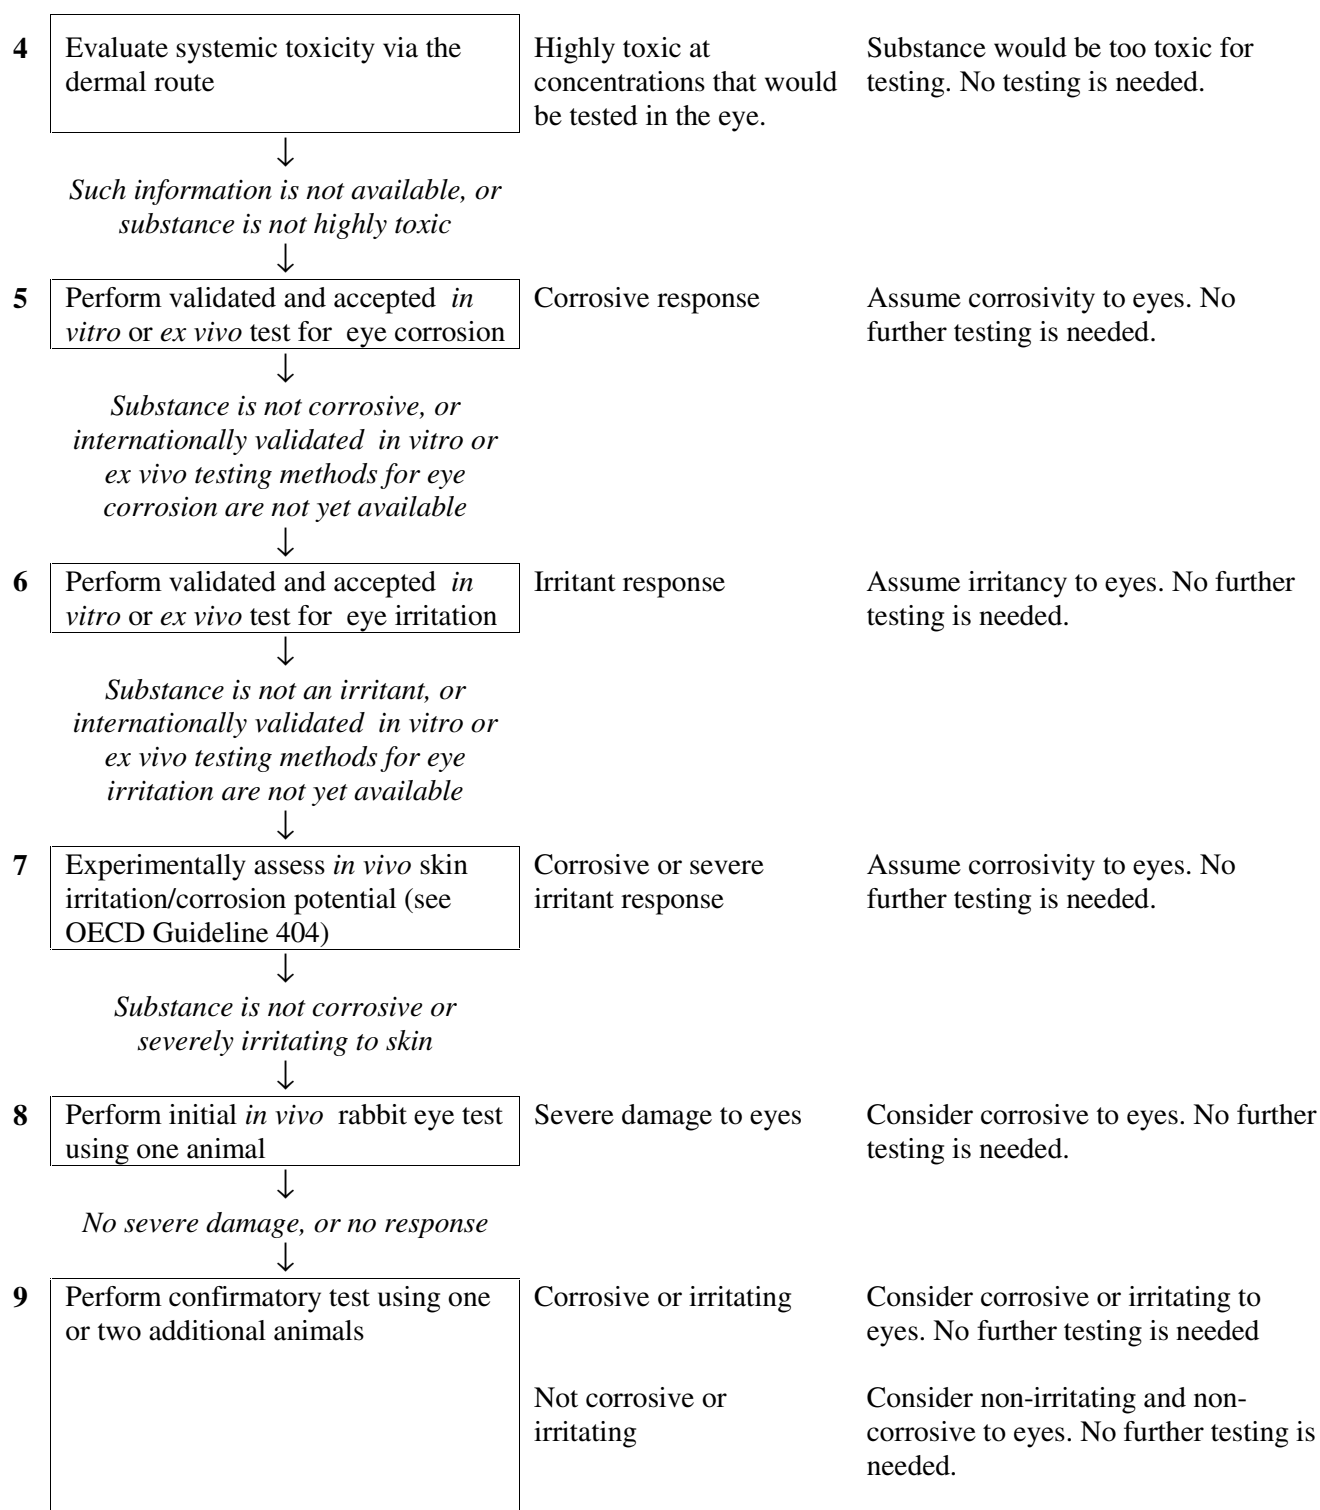 4 Evaluate systemic toxicity via the dermal route
Highly toxic at concentrations that would be tested in the eye.
Substance would be too toxic for testing. No testing is needed.
↓
Such information is not available, or
substance is not highly toxic
↓
5 Perform validated and accepted in vitro or ex vivo test for eye corrosion
Corrosive response
Assume corrosivity to eyes. No further testing is needed.
↓
Substance is not corrosive, or
internationally validated in vitro or
ex vivo testing methods for eye
corrosion are not yet available
↓
6 Perform validated and accepted in vitro or ex vivo test for eye irritation
Irritant response
Assume irritancy to eyes. No further testing is needed.
↓
Substance is not an irritant, or
internationally validated in vitro or
ex vivo testing methods for eye
irritation are not yet available
↓
7 Experimentally assess in vivo skin irritation/corrosion potential (see OECD Guideline 404)
Corrosive or severe irritant response
Assume corrosivity to eyes. No further testing is needed.
↓
Substance is not corrosive or
severely irritating to skin
↓
8 Perform initial in vivo rabbit eye test using one animal
Severe damage to eyes
Consider corrosive to eyes. No further testing is needed.
↓
No severe damage, or no response
↓
9 Perform confirmatory test using one or two additional animals
Corrosive or irritating
Consider corrosive or irritating to eyes. No further testing is needed
Not corrosive or irritating
Consider non-irritating and non-corrosive to eyes. No further testing is needed.